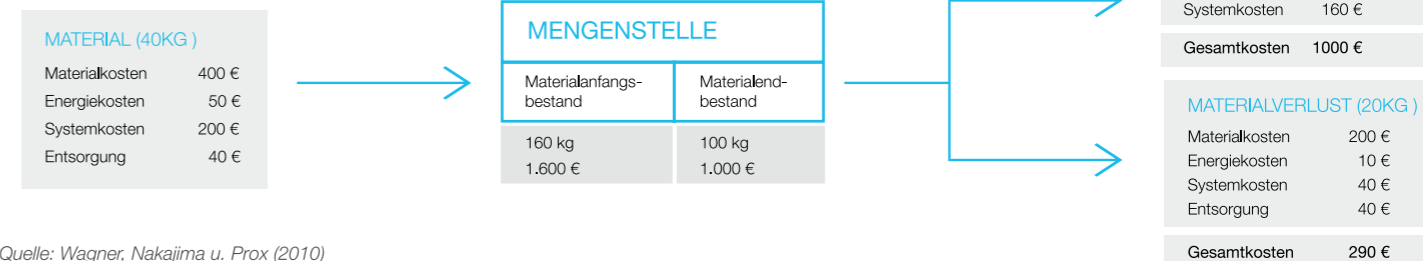 MATERIAL (40KG )
Materialkosten 400 €
Energiekosten 50 €
Systemkosten 200 €
Entsorgung 40 €
MENGENSTELLE
Materialanfangs-
bestand
Materialend-
bestand
160 kg 100 kg
1.600 € 1.000 €
Systemkosten 160 €
Gesamtkosten 1000 €
MATERIALVERLUST (20KG )
Materialkosten 200 €
Energiekosten 10 €
Systemkosten 40 €
Entsorgung 40 €
Gesamtkosten 290 €
Quelle: Wagner, Nakajima u. Prox (2010)